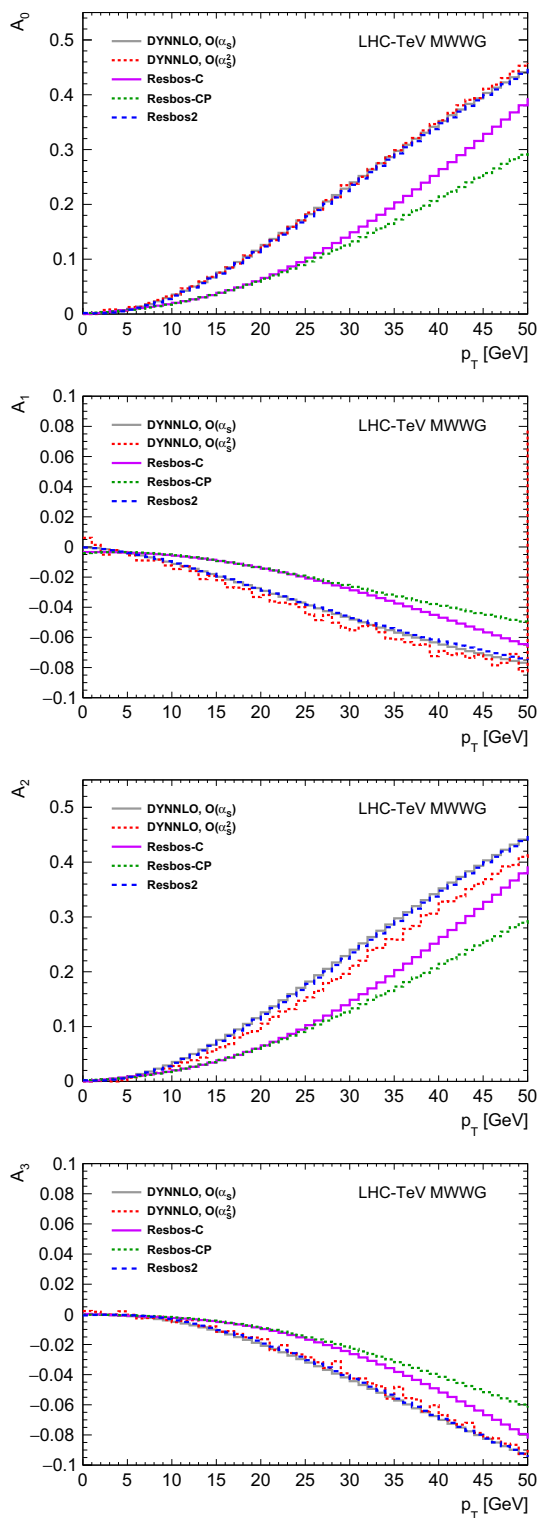 A0
LHC-TeV MWWG
DYNNLO, O(αs)
DYNNLO, O(αs²)
Resbos-C
Resbos-CP
Resbos2
0.5
0.4
0.3
0.2
0.1
0
0 5 10 15 20 25 30 35 40 45 50
pT [GeV]
A1
LHC-TeV MWWG
DYNNLO, O(αs)
DYNNLO, O(αs²)
Resbos-C
Resbos-CP
Resbos2
0.1
0.08
0.06
0.04
0.02
0
−0.02
−0.04
−0.06
−0.08
−0.1
0 5 10 15 20 25 30 35 40 45 50
pT [GeV]
A2
LHC-TeV MWWG
DYNNLO, O(αs)
DYNNLO, O(αs²)
Resbos-C
Resbos-CP
Resbos2
0.5
0.4
0.3
0.2
0.1
0
0 5 10 15 20 25 30 35 40 45 50
pT [GeV]
A3
LHC-TeV MWWG
DYNNLO, O(αs)
DYNNLO, O(αs²)
Resbos-C
Resbos-CP
Resbos2
0.1
0.08
0.06
0.04
0.02
0
−0.02
−0.04
−0.06
−0.08
−0.1
0 5 10 15 20 25 30 35 40 45 50
pT [GeV]